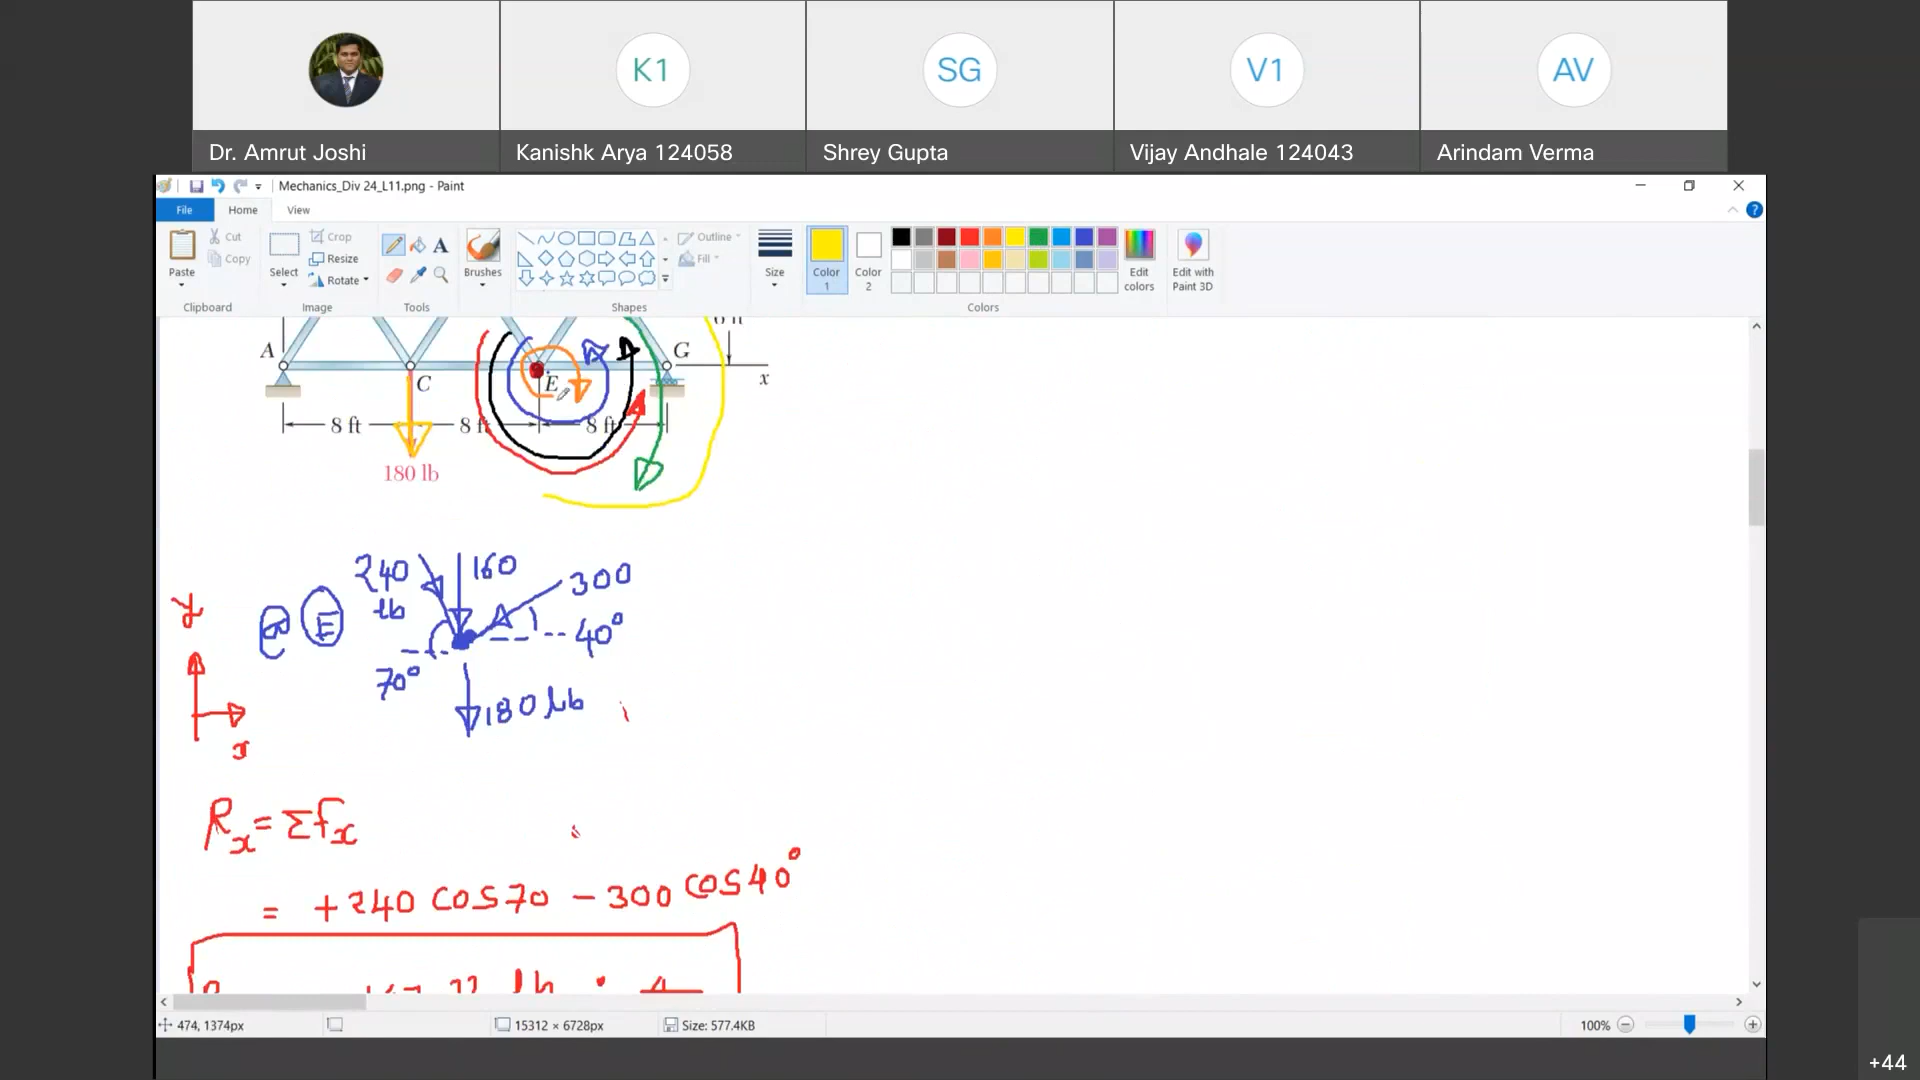 K1
SG
V1
AV
Dr. Amrut Joshi
Kanishk Arya 124058
Shrey Gupta
Vijay Andhale 124043
Arindam Verma
Mechanics_Div 24_L11.png - Paint
File
Home
View
Paste
Cut
Copy
Clipboard
Select
Crop
Resize
Rotate
Image
A
Tools
Brushes
Outline
Fill
Shapes
Size
Color 1
Color 2
Edit colors
Edit with Paint 3D
Colors
A
C
E
G
x
8 ft
8 ft
8 ft
180 lb
240 lb
160
300
40°
70°
180 lb
@ E
y
x
Rx = Σfx
= +240 cos70 − 300 cos40°
474, 1374px
15312 × 6728px
Size: 577.4KB
100%
+44